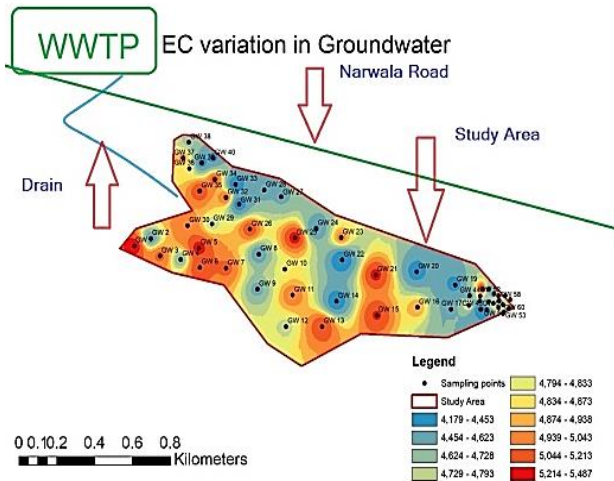 WWTP
EC variation in Groundwater
Narwala Road
Study Area
Drain
GW 38
GW 37
GW 40
GW 36
GW 34
GW 33
GW 35
GW 32
GW 28
GW 27
GW 31
GW 30
GW 29
GW 26
GW 24
GW 23
GW 2
GW 3
GW 5
GW 6
GW 7
GW 8
GW 10
GW 22
GW 21
GW 20
GW 19
GW 9
GW 11
GW 14
GW 15
GW 16
GW 17
GW 12
GW 13
GW 58
GW 60
GW 53
Legend
Sampling points
Study Area
4,179 - 4,453
4,454 - 4,623
4,624 - 4,728
4,729 - 4,793
4,794 - 4,833
4,834 - 4,873
4,874 - 4,938
4,939 - 5,043
5,044 - 5,213
5,214 - 5,487
0 0.1 0.2 0.4 0.6 0.8
Kilometers